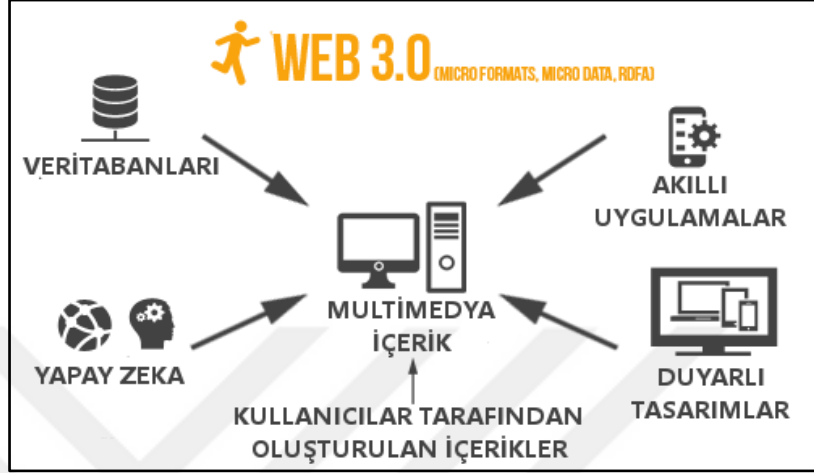 WEB 3.0 (MICRO FORMATS, MICRO DATA, RDFA)
VERİTABANLARI
AKILLI
UYGULAMALAR
MULTİMEDYA
İÇERİK
YAPAY ZEKA
DUYARLI
TASARIMLAR
KULLANICILAR TARAFINDAN
OLUŞTURULAN İÇERİKLER